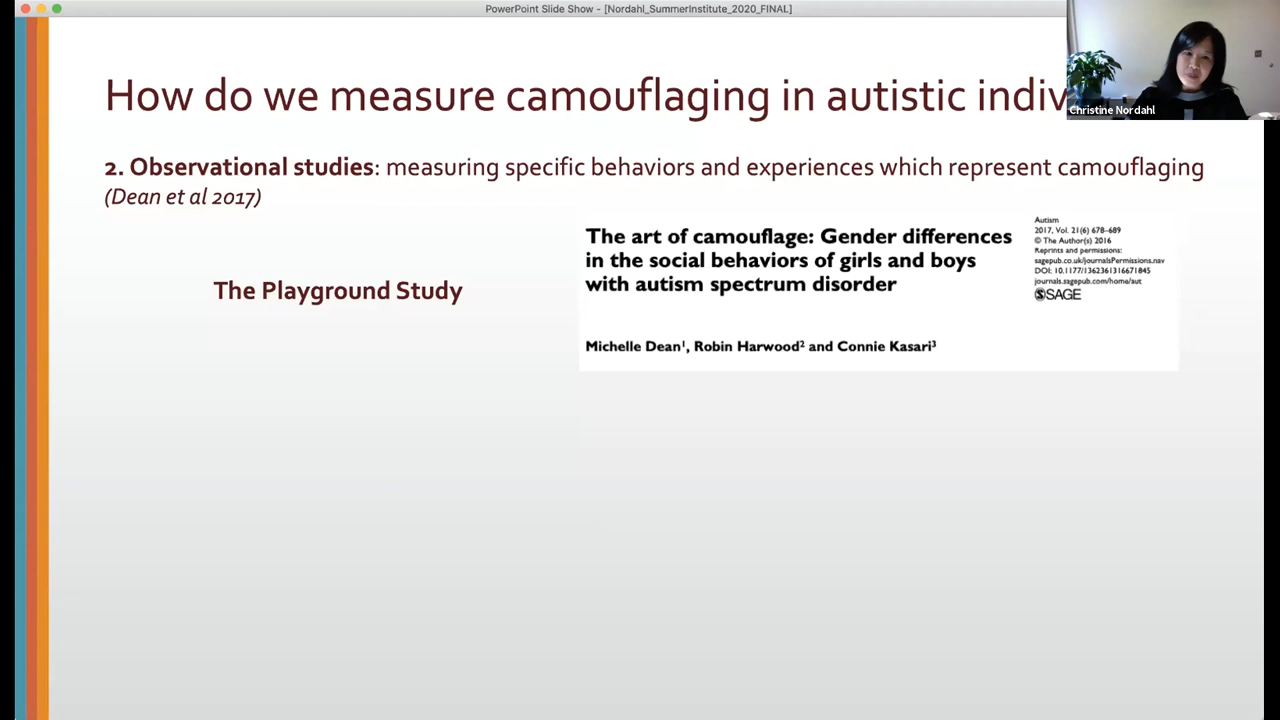 PowerPoint Slide Show - [Nordahl_SummerInstitute_2020_FINAL]
How do we measure camouflaging in autistic indiv
Christine Nordahl
2. Observational studies: measuring specific behaviors and experiences which represent camouflaging
(Dean et al 2017)
The art of camouflage: Gender differences
in the social behaviors of girls and boys
with autism spectrum disorder
Michelle Dean¹, Robin Harwood² and Connie Kasari³
Autism
2017, Vol. 21(6) 678–689
© The Author(s) 2016
Reprints and permissions:
sagepub.co.uk/journalsPermissions.nav
DOI: 10.1177/1362361316671845
journals.sagepub.com/home/aut
SAGE
The Playground Study